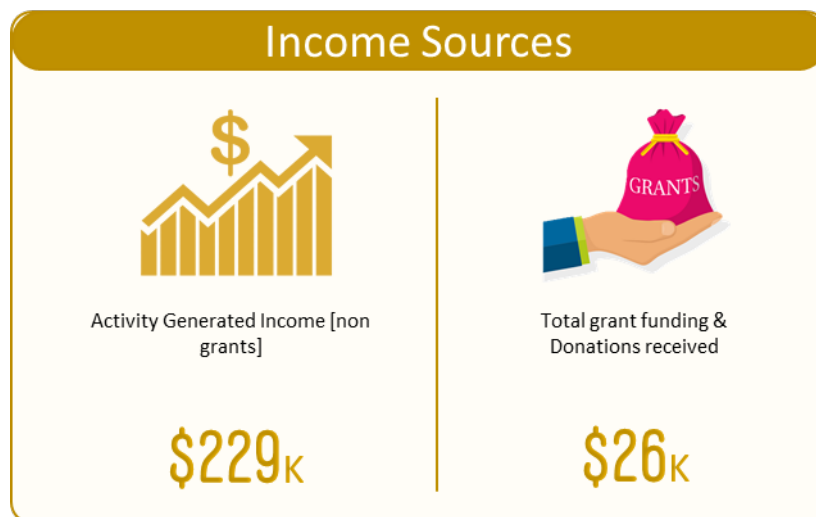 Income Sources
$
GRANTS
Activity Generated Income [non
grants]
Total grant funding &
Donations received
$229K
$26K